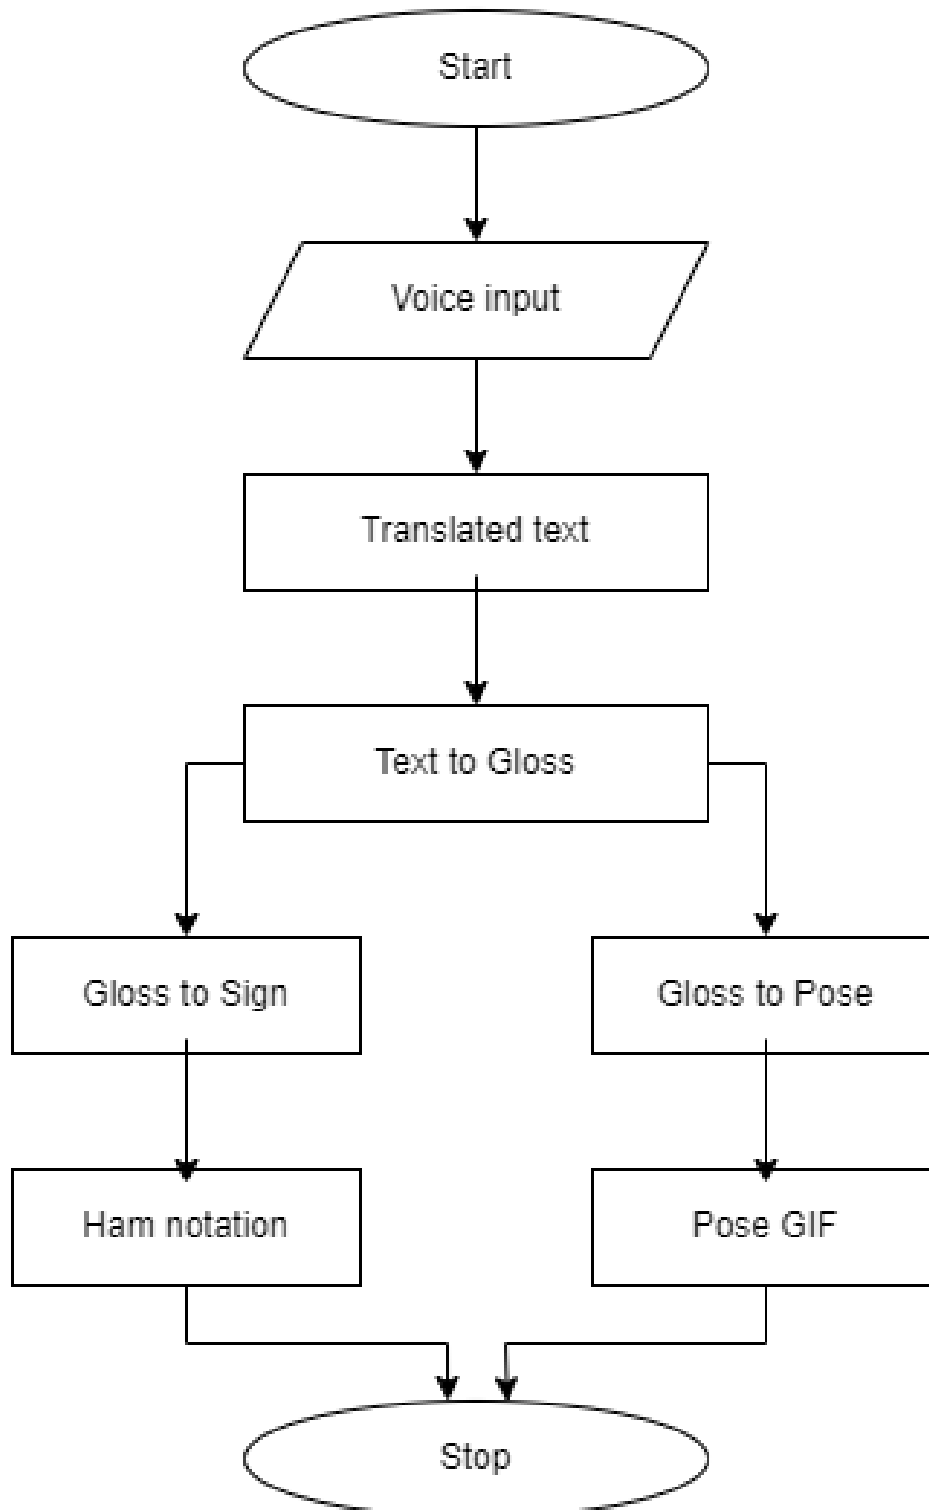 Start
Voice input
Translated text
Text to Gloss
Gloss to Sign
Gloss to Pose
Ham notation
Pose GIF
Stop